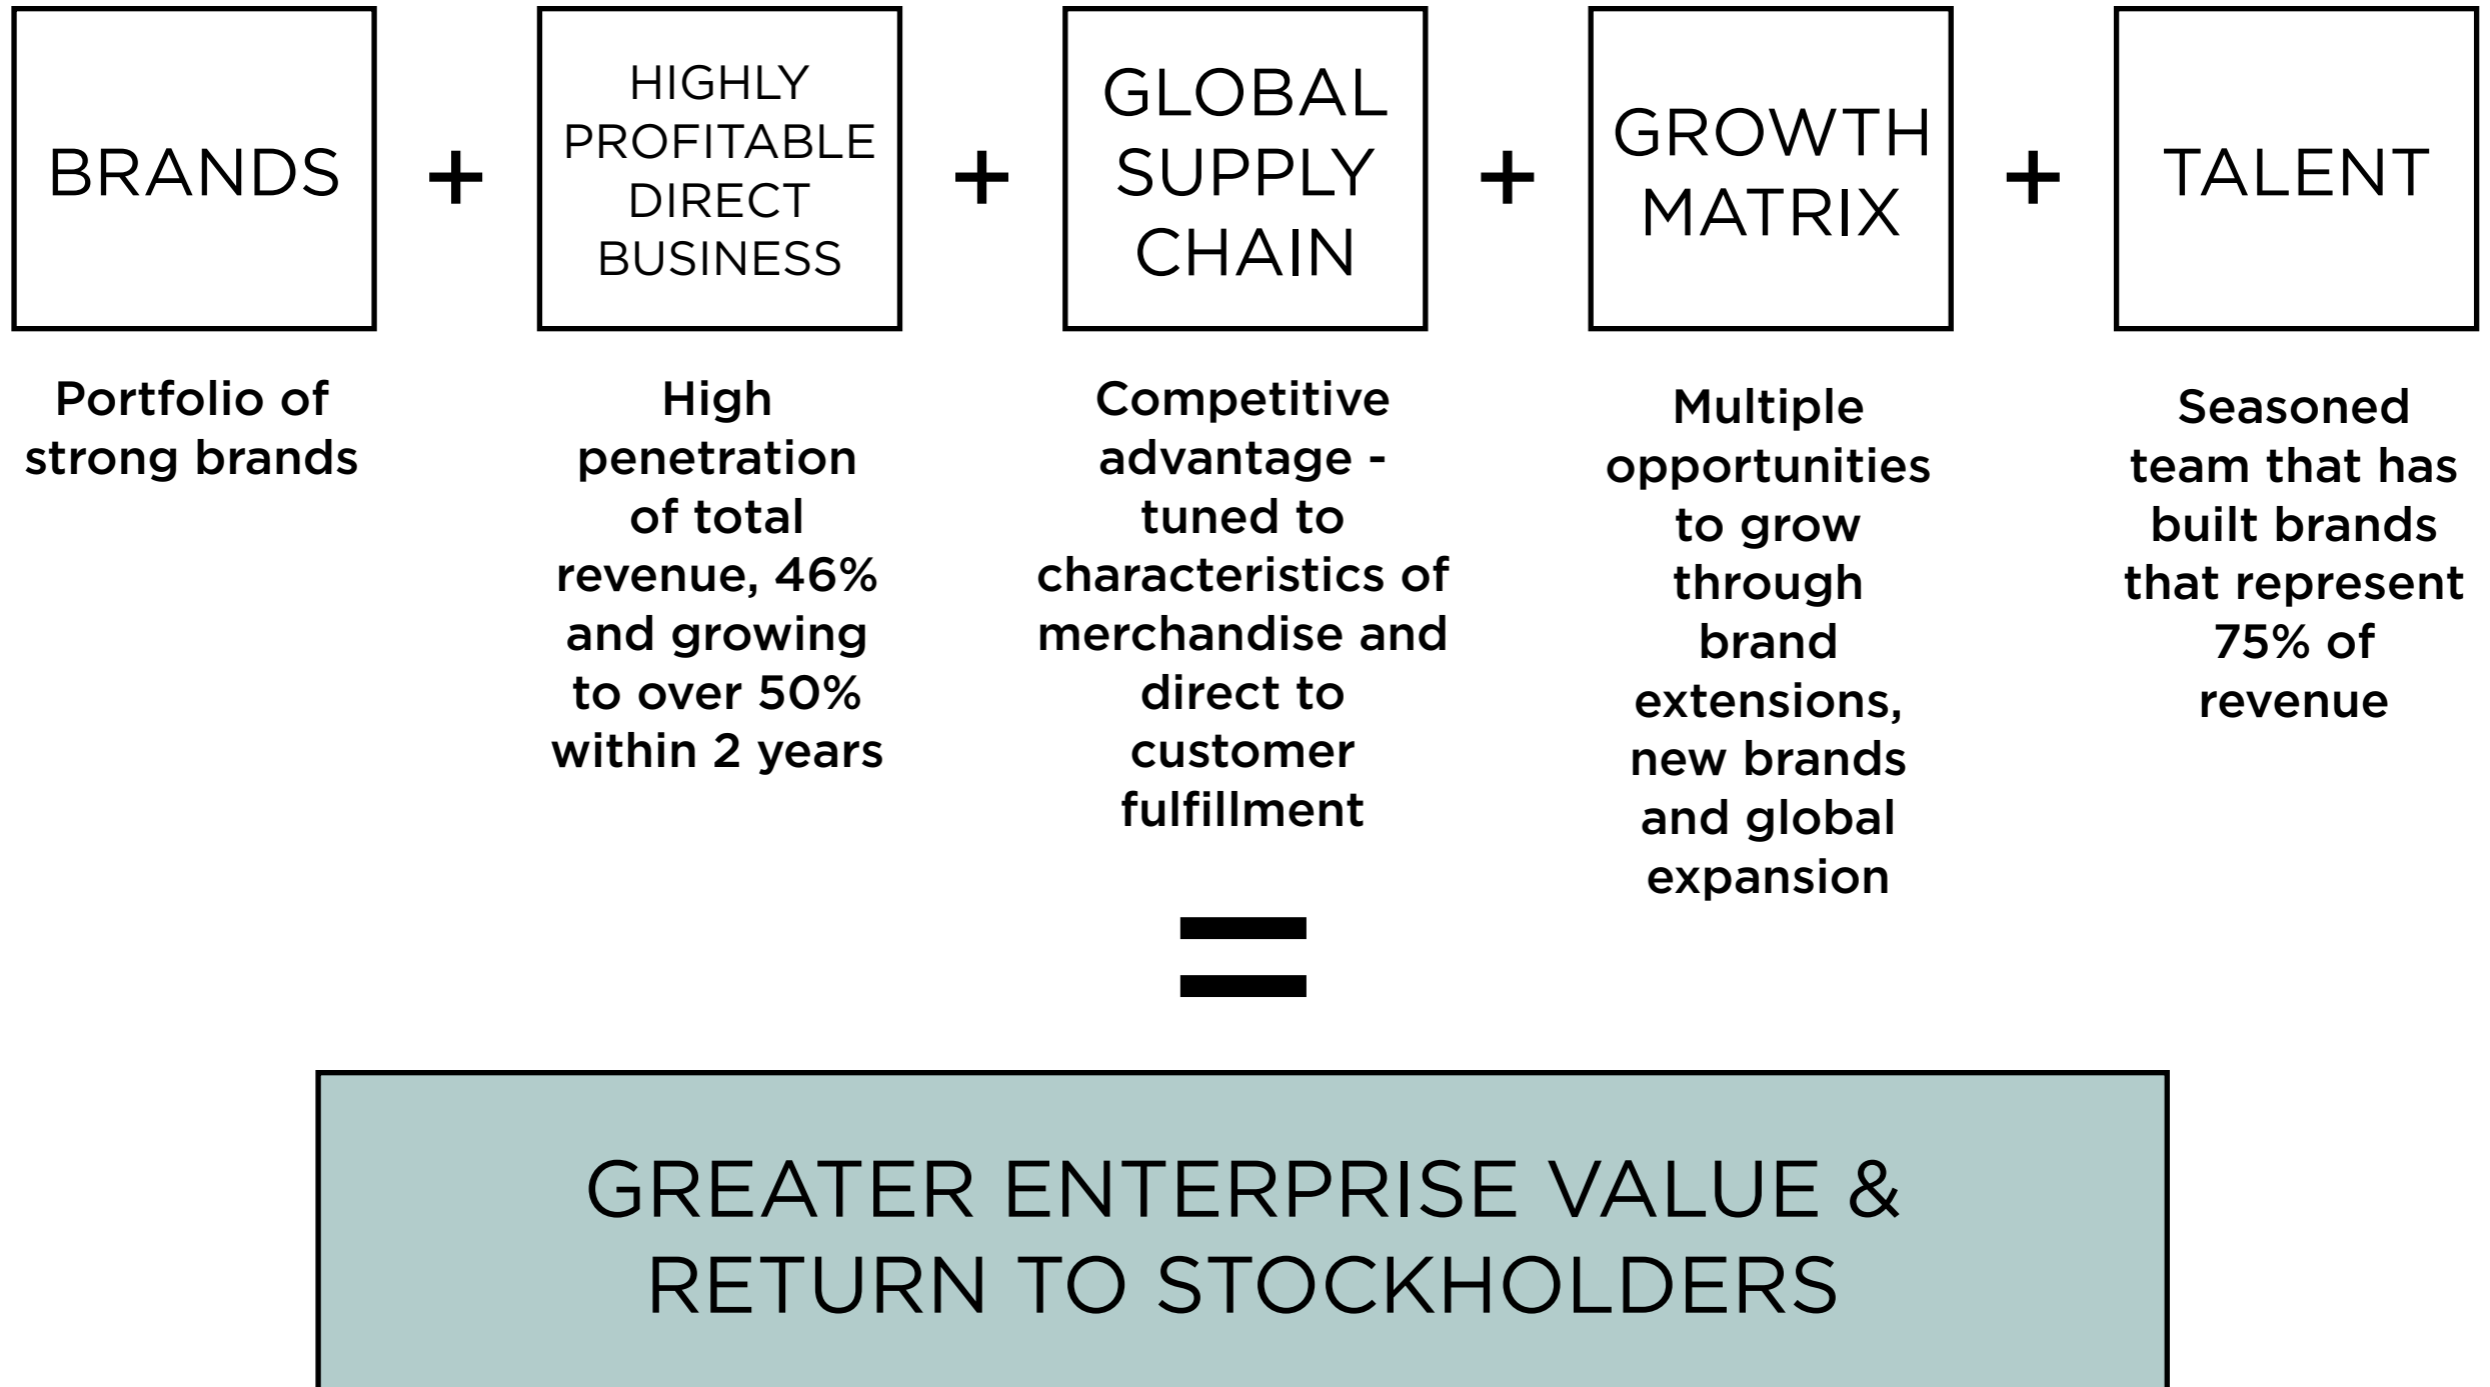 BRANDS
+
HIGHLY
PROFITABLE
DIRECT
BUSINESS
+
GLOBAL
SUPPLY
CHAIN
+
GROWTH
MATRIX
+
TALENT
Portfolio of
strong brands
High
penetration
of total
revenue, 46%
and growing
to over 50%
within 2 years
Competitive
advantage -
tuned to
characteristics of
merchandise and
direct to
customer
fulfillment
Multiple
opportunities
to grow
through
brand
extensions,
new brands
and global
expansion
Seasoned
team that has
built brands
that represent
75% of
revenue
=
GREATER ENTERPRISE VALUE &
RETURN TO STOCKHOLDERS